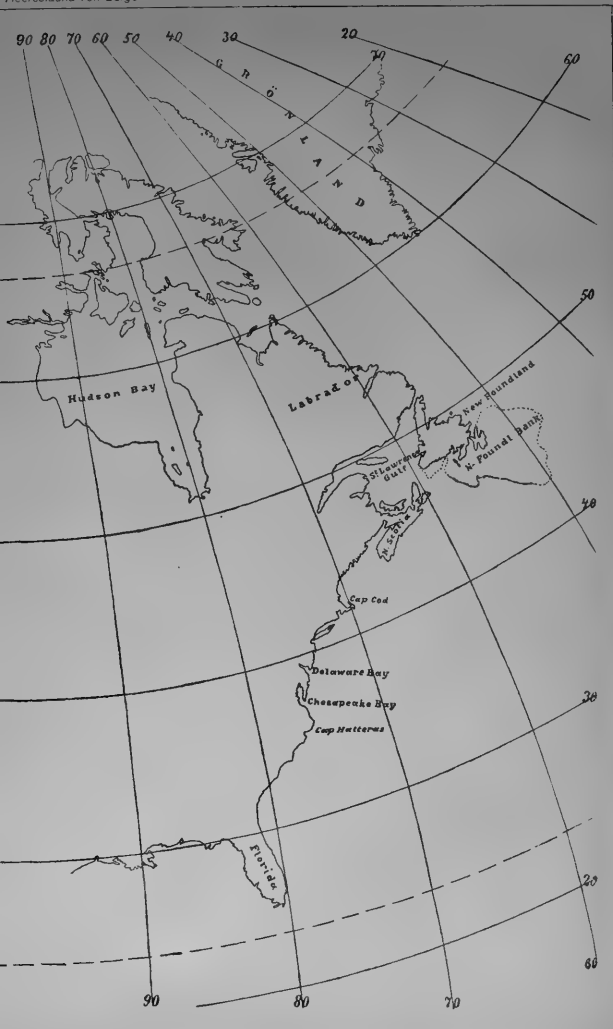 90 80 70 60 50 40 30 20
70
60
GRÖNLAND
50
Hudson Bay
Labrador
New Foundland
N. Foundl Bank
St Lawrence
Gulf
40
N. Scotia
Cap Cod
Delaware Bay
Chesapeake Bay
30
Cap Hatteras
Florida
20
60
90 80 70